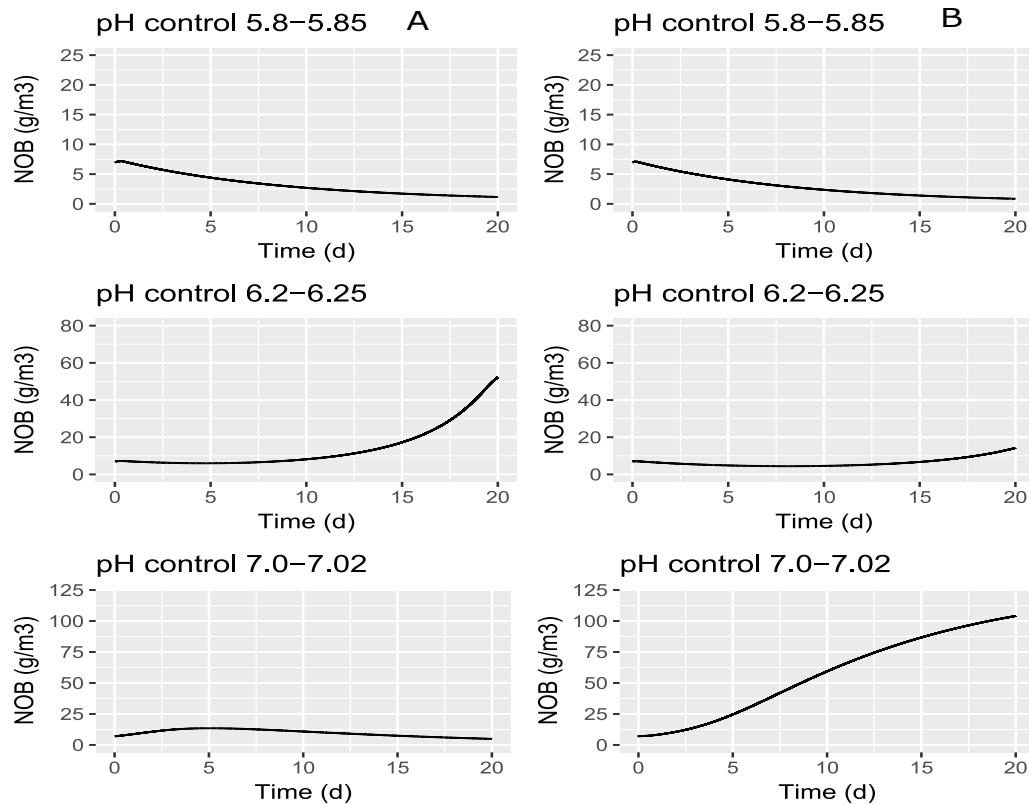 pH control 5.8−5.85 A
25
20
15
10
5
0
NOB (g/m3)
0 5 10 15 20
Time (d)
pH control 5.8−5.85 B
25
20
15
10
5
0
NOB (g/m3)
0 5 10 15 20
Time (d)
pH control 6.2−6.25
80
60
40
20
0
NOB (g/m3)
0 5 10 15 20
Time (d)
pH control 6.2−6.25
80
60
40
20
0
NOB (g/m3)
0 5 10 15 20
Time (d)
pH control 7.0−7.02
125
100
75
50
25
0
NOB (g/m3)
0 5 10 15 20
Time (d)
pH control 7.0−7.02
125
100
75
50
25
0
NOB (g/m3)
0 5 10 15 20
Time (d)